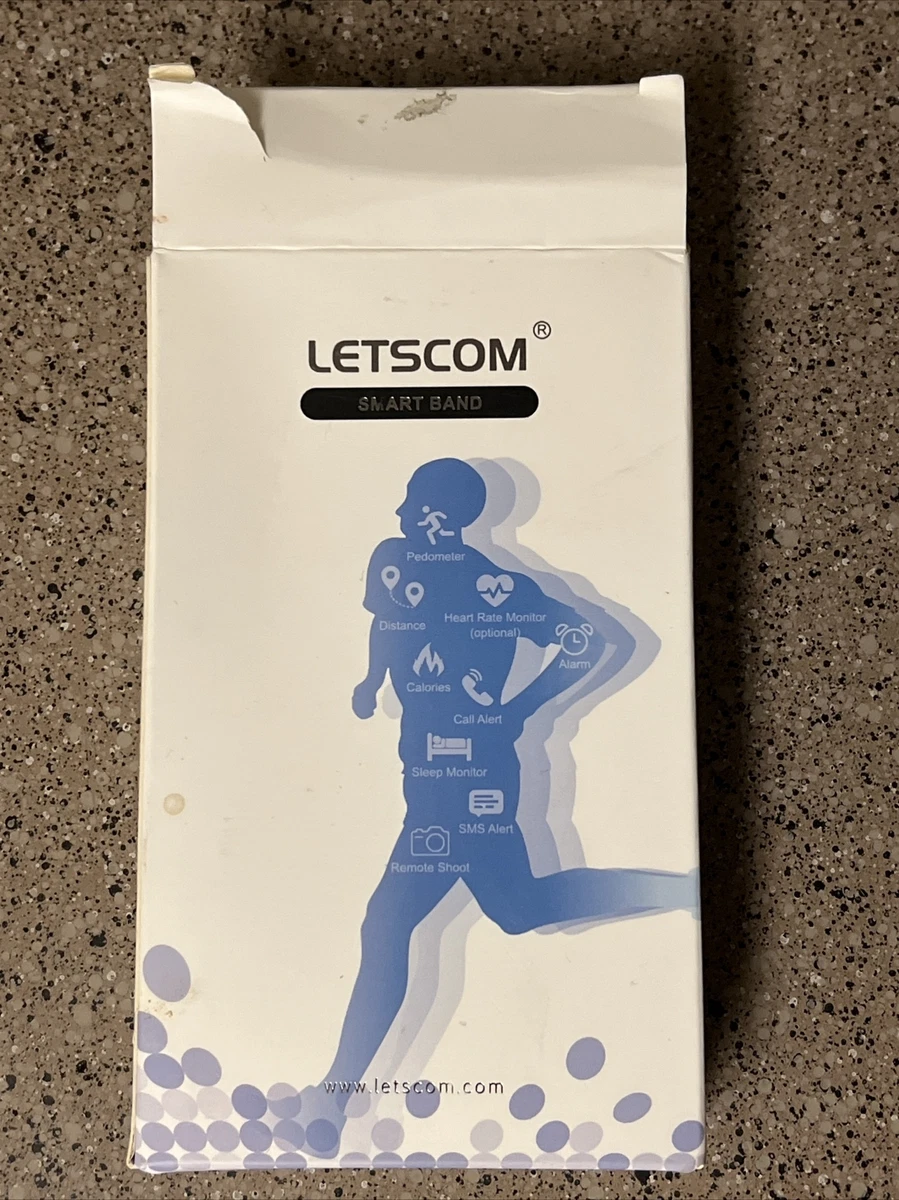 LETSCOM®
SMART BAND
Pedometer
Distance
Heart Rate Monitor
(optional)
Alarm
Calories
Call Alert
Sleep Monitor
SMS Alert
Remote Shoot
www.letscom.com